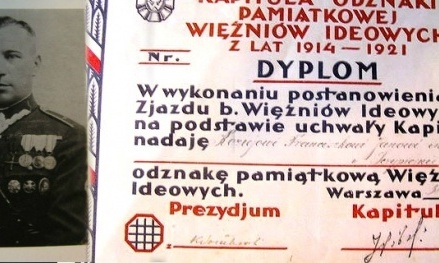 KAPITUŁA ODZNAKI
PAMIĄTKOWEJ
WIĘŹNIÓW IDEOWYCH
Z LAT 1914–1921
Nr.
DYPLOM
W wykonaniu postanowienia
Zjazdu b. Więźniów Ideowy
na podstawie uchwały Kapi
nadaję
odznakę pamiątkową Więź
Ideowych. Warszawa
Prezydjum Kapituł